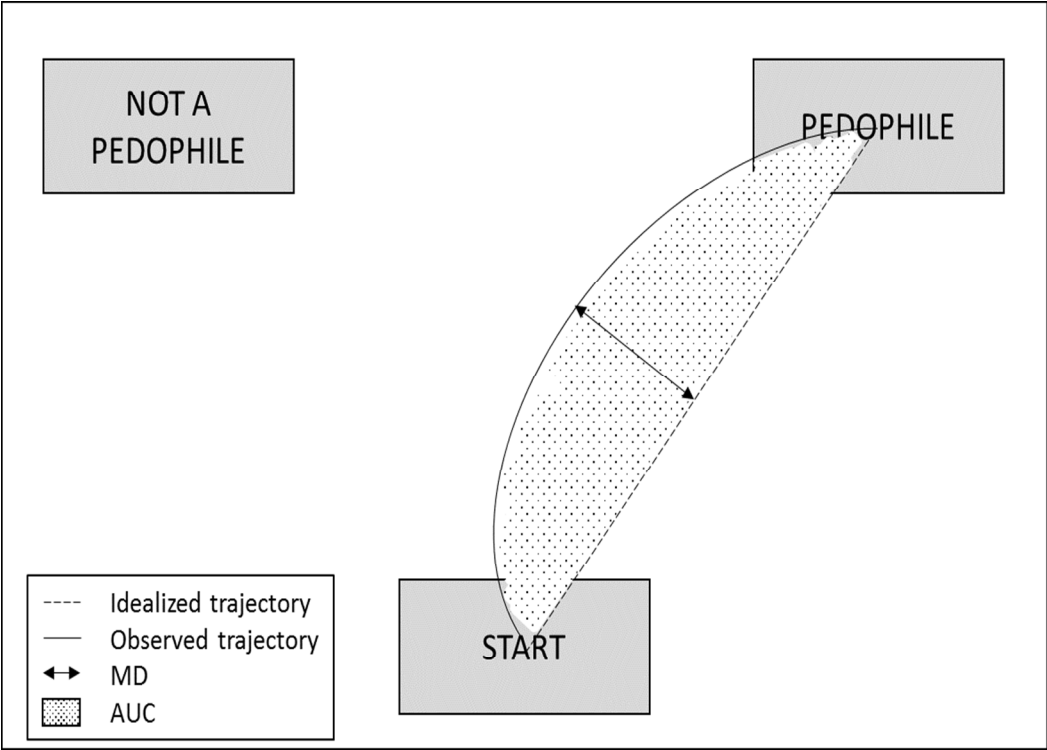 NOT A
PEDOPHILE
PEDOPHILE
START
Idealized trajectory
Observed trajectory
MD
AUC